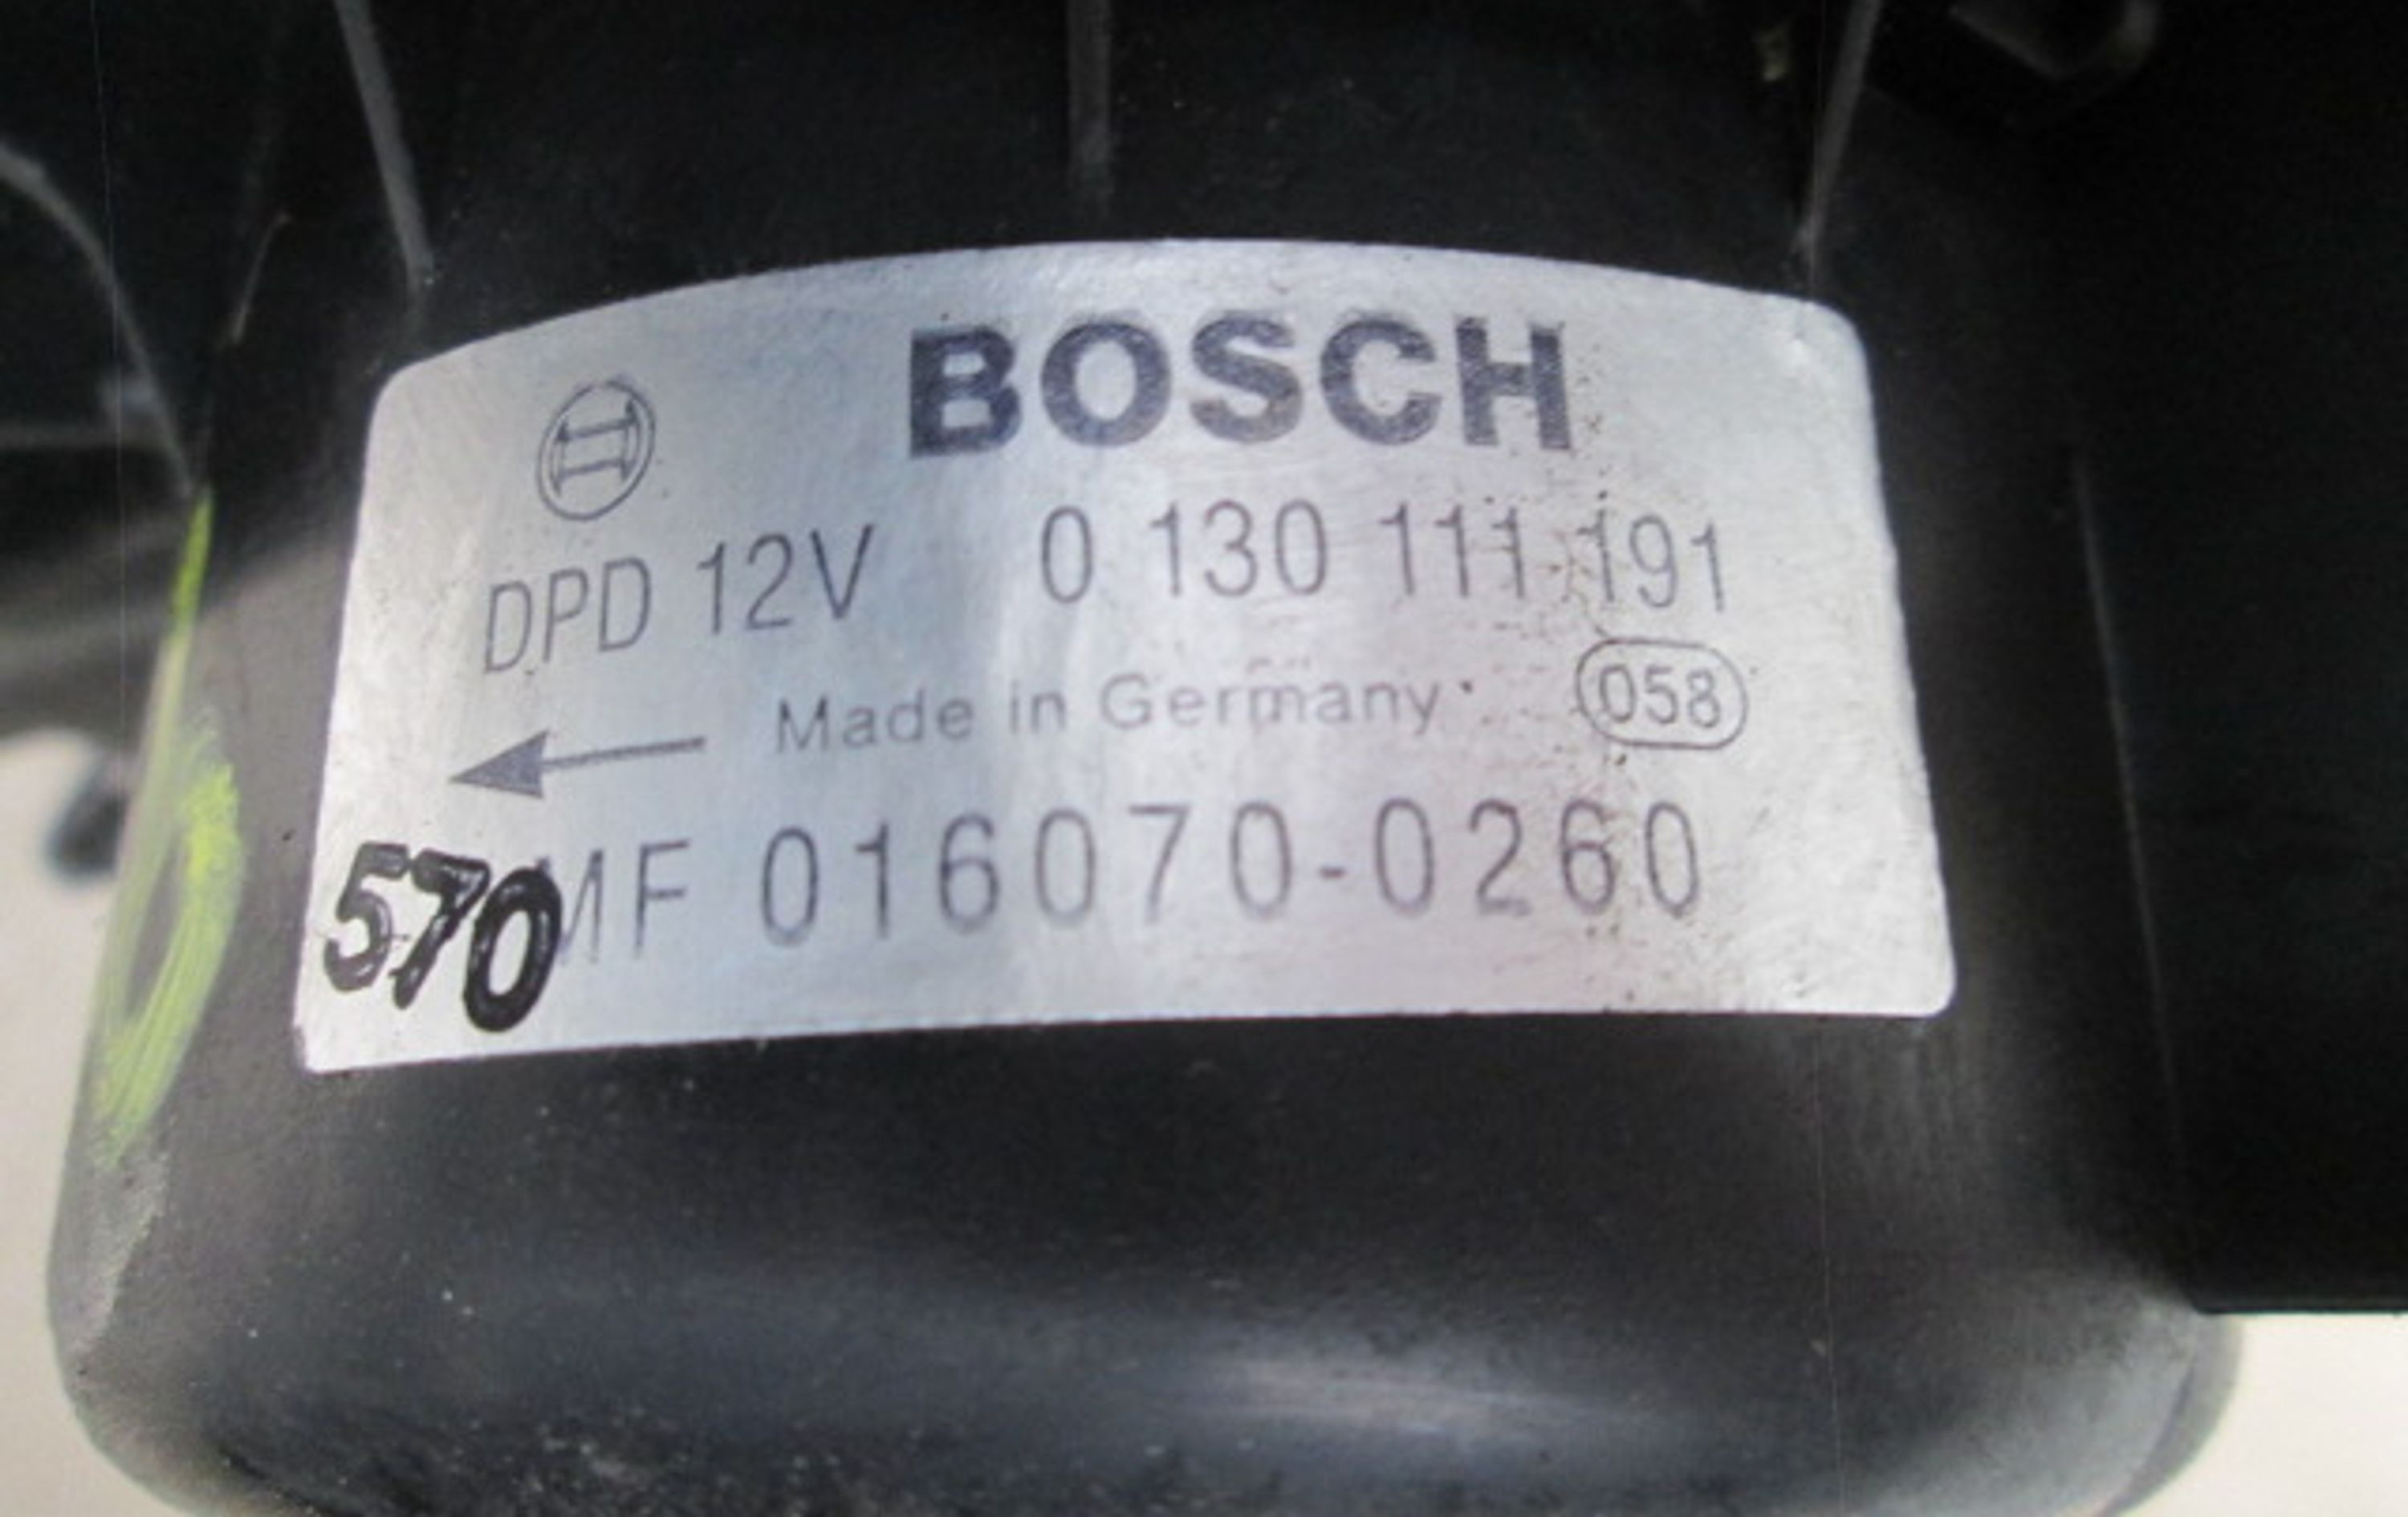 BOSCH
DPD 12V 0 130 111 191
Made in Germany 058
570 MF 016070-0260